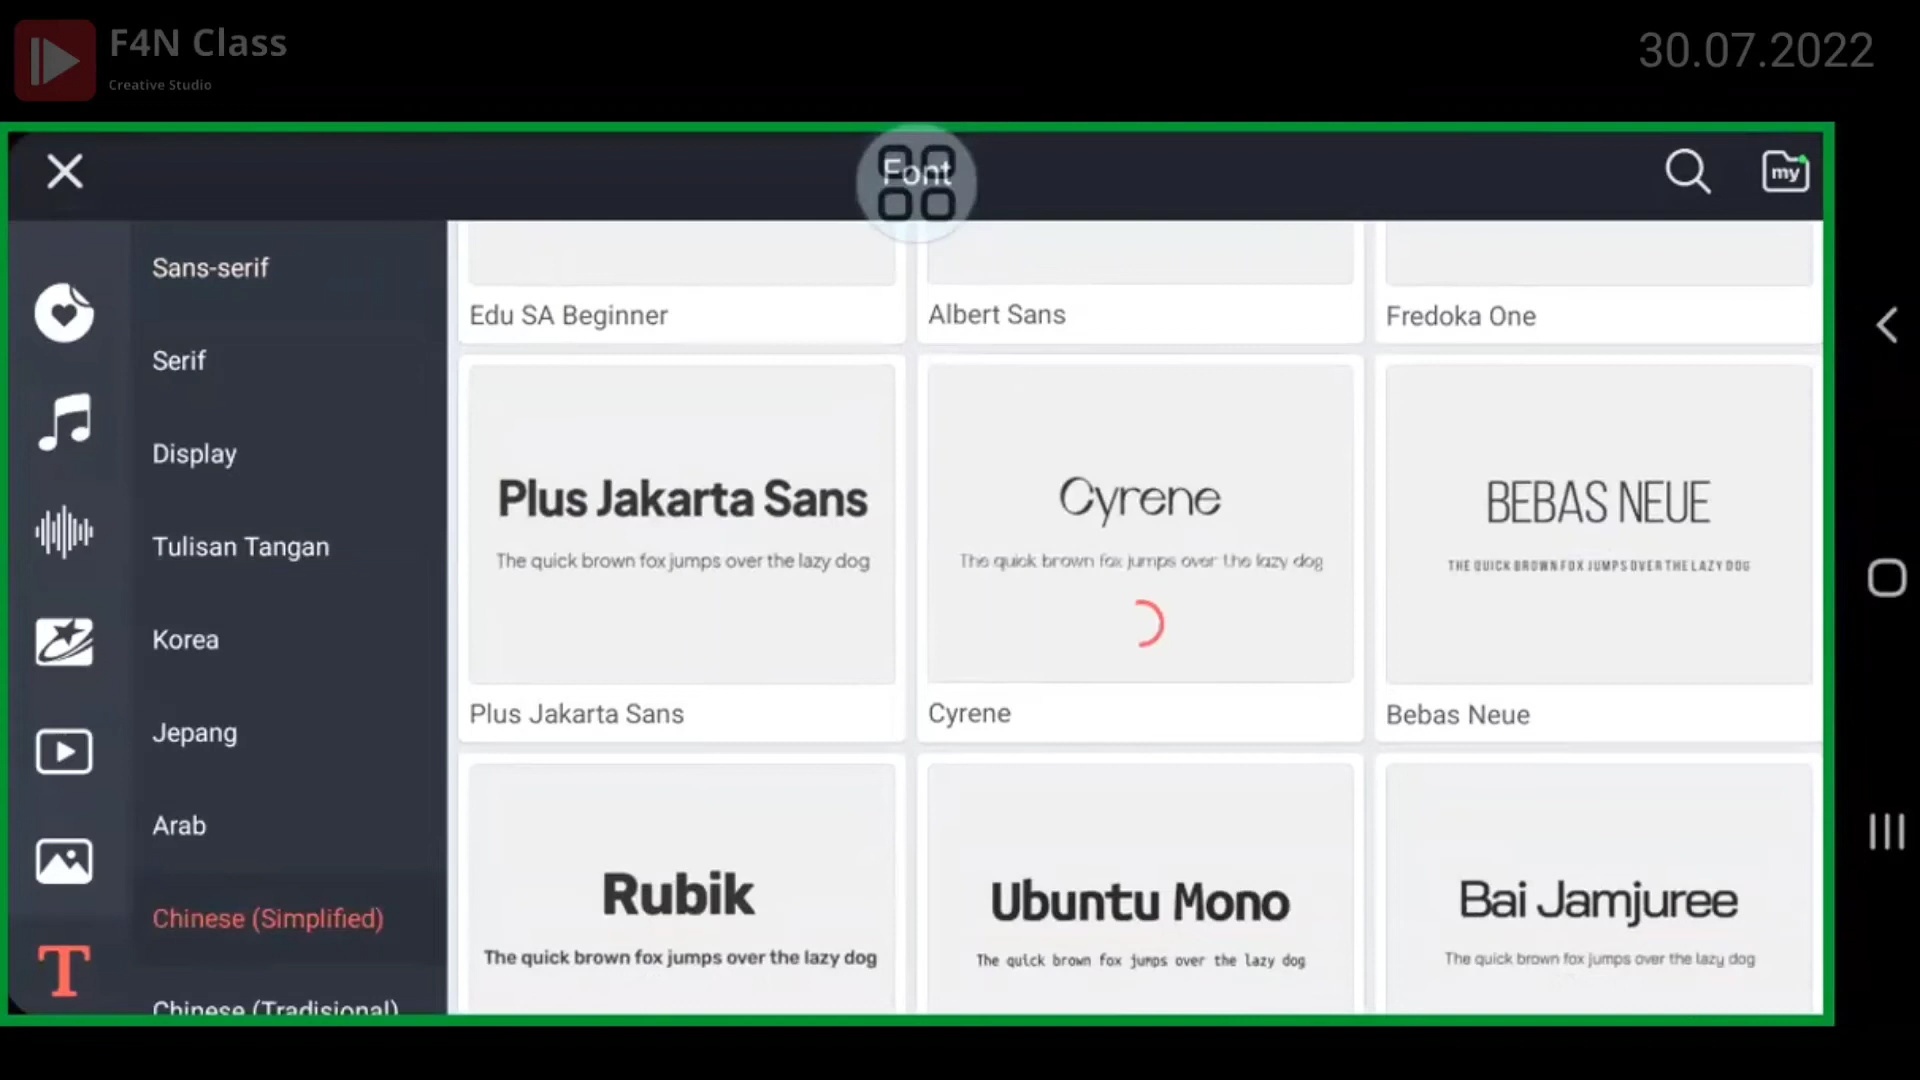 F4N Class
Creative Studio
30.07.2022
Font
my
Sans-serif
Serif
Display
Tulisan Tangan
Korea
Jepang
Arab
Chinese (Simplified)
Chinese (Tradisional)
T
Edu SA Beginner
Albert Sans
Fredoka One
Plus Jakarta Sans
The quick brown fox jumps over the lazy dog
Plus Jakarta Sans
Cyrene
The quick brown fox jumps over the lazy dog
Cyrene
BEBAS NEUE
THE QUICK BROWN FOX JUMPS OVER THE LAZY DOG
Bebas Neue
Rubik
The quick brown fox jumps over the lazy dog
Ubuntu Mono
The quick brown fox jumps over the lazy dog
Bai Jamjuree
The quick brown fox jumps over the lazy dog